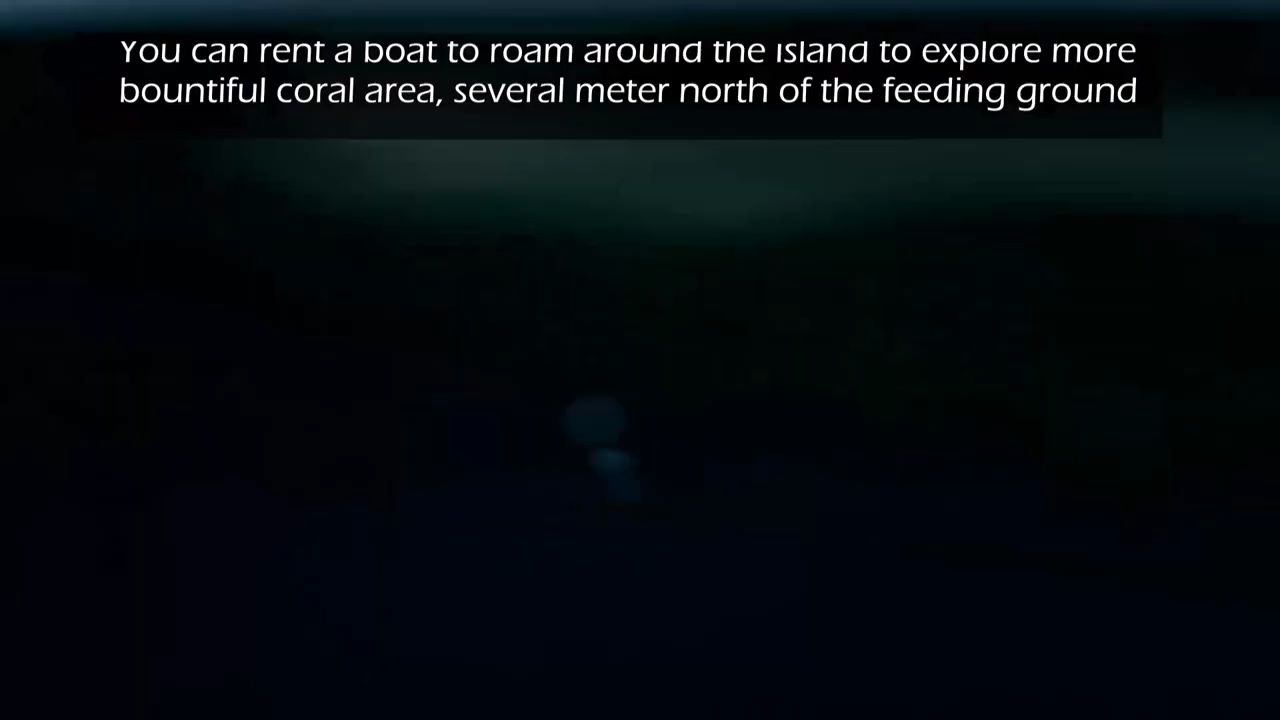 You can rent a boat to roam around the island to explore more
bountiful coral area, several meter north of the feeding ground